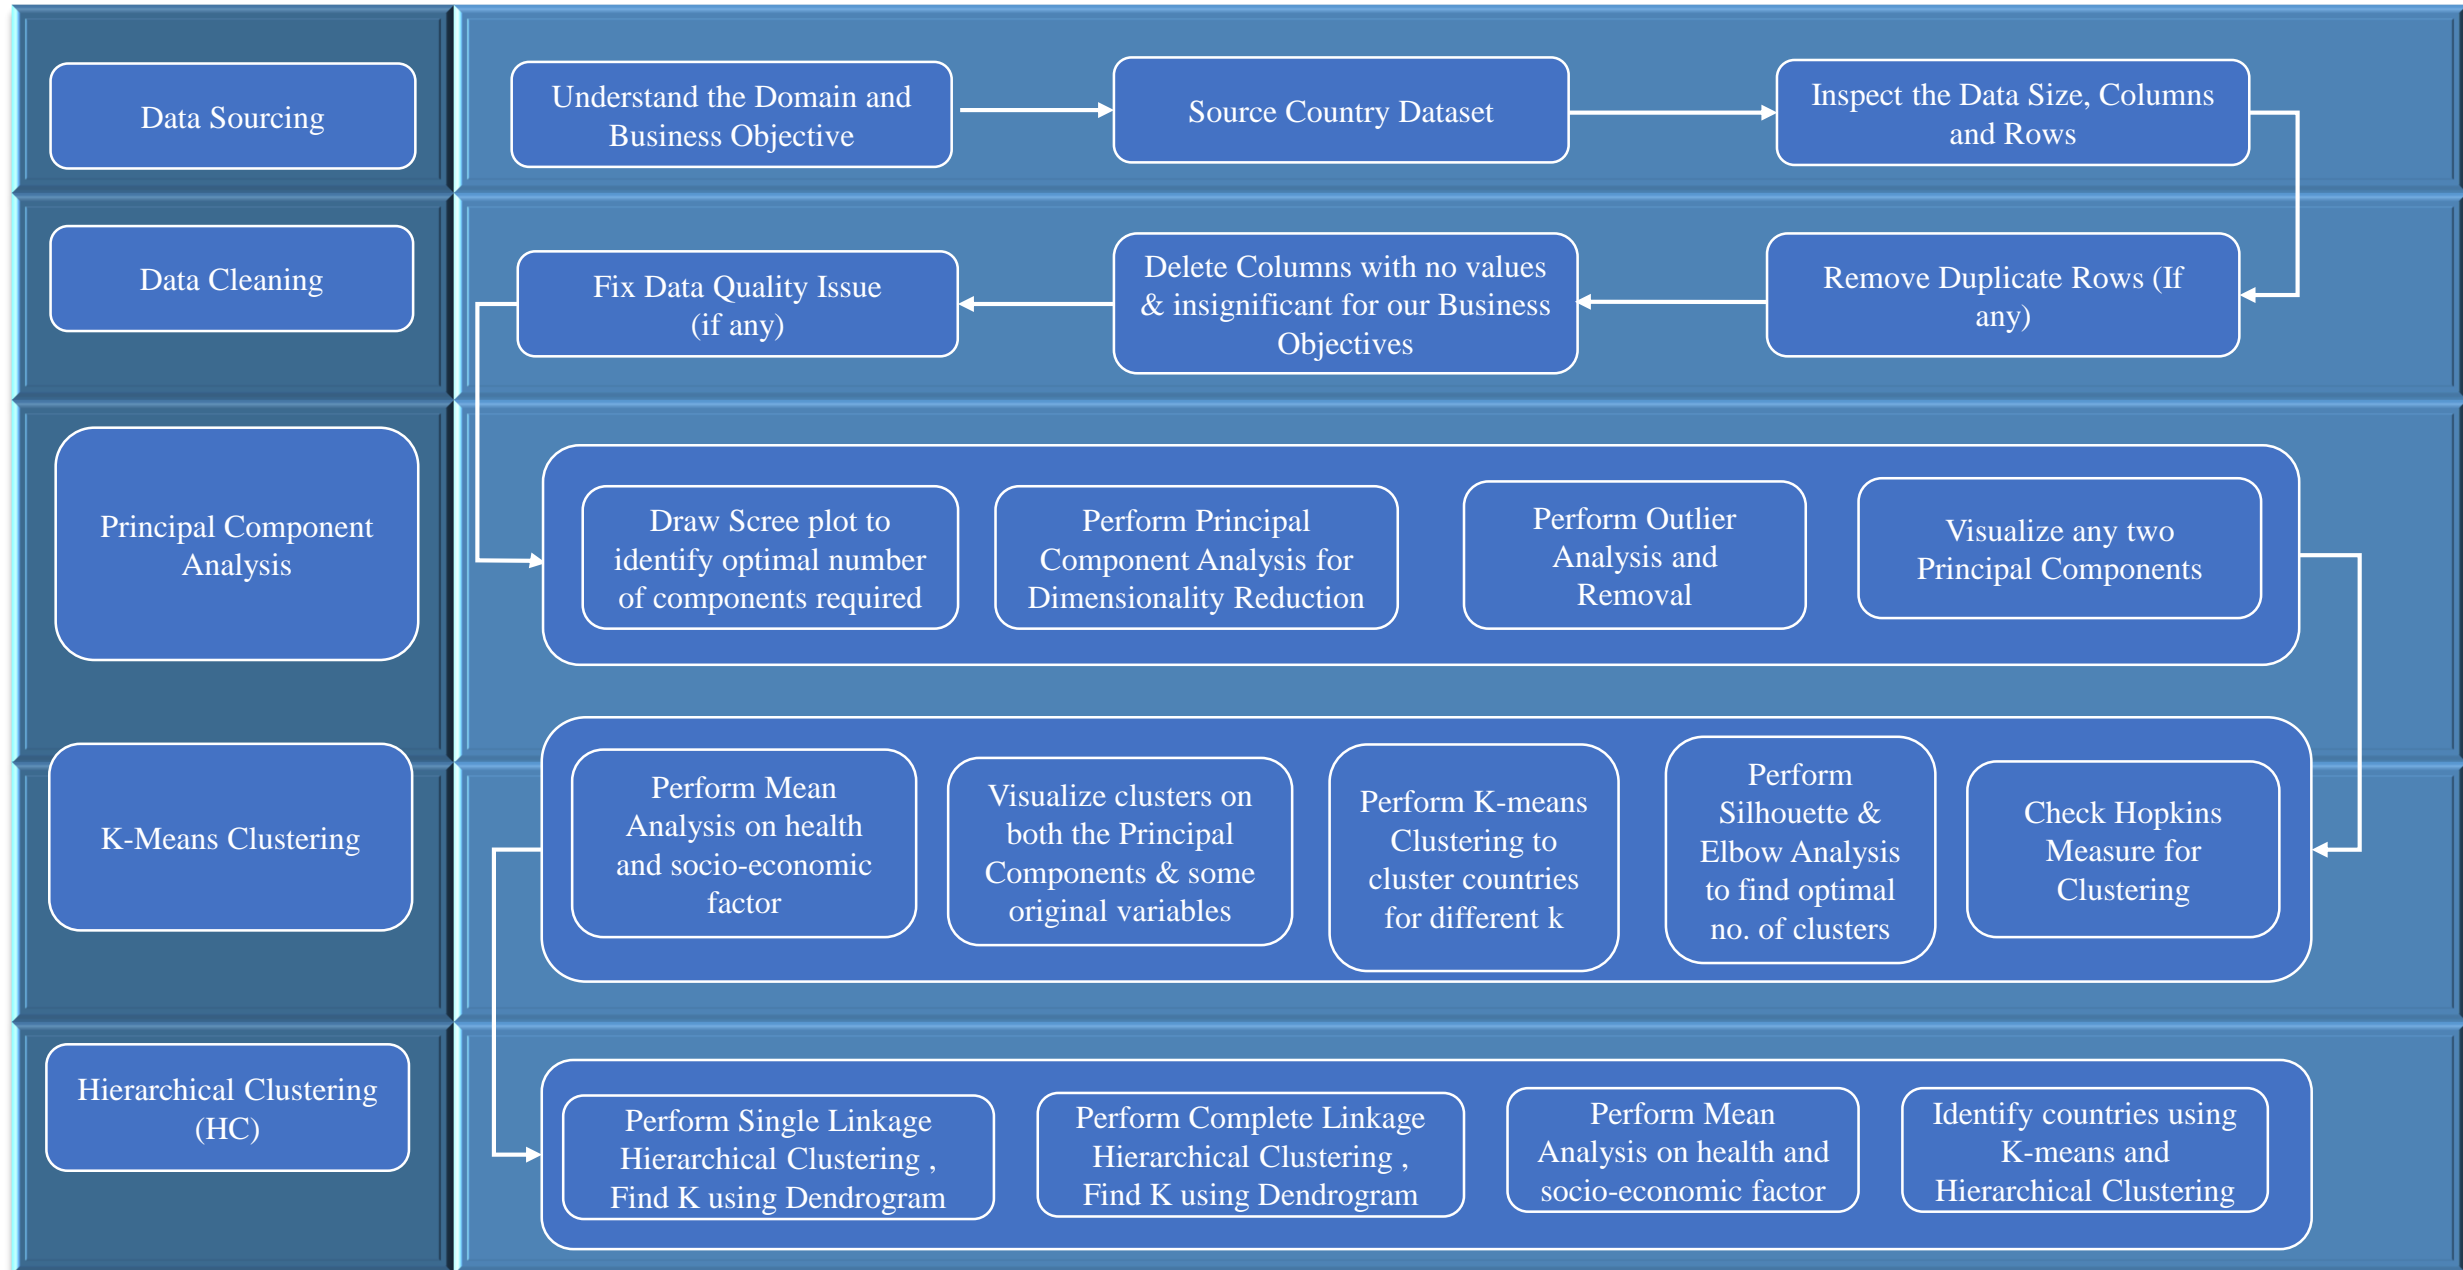 Data Sourcing
Understand the Domain and
Business Objective
Source Country Dataset
Inspect the Data Size, Columns
and Rows
Data Cleaning
Fix Data Quality Issue
(if any)
Delete Columns with no values
& insignificant for our Business
Objectives
Remove Duplicate Rows (If
any)
Principal Component
Analysis
Draw Scree plot to
identify optimal number
of components required
Perform Principal
Component Analysis for
Dimensionality Reduction
Perform Outlier
Analysis and
Removal
Visualize any two
Principal Components
K-Means Clustering
Perform Mean
Analysis on health
and socio-economic
factor
Visualize clusters on
both the Principal
Components & some
original variables
Perform K-means
Clustering to
cluster countries
for different k
Perform
Silhouette &
Elbow Analysis
to find optimal
no. of clusters
Check Hopkins
Measure for
Clustering
Hierarchical Clustering
(HC)
Perform Single Linkage
Hierarchical Clustering ,
Find K using Dendrogram
Perform Complete Linkage
Hierarchical Clustering ,
Find K using Dendrogram
Perform Mean
Analysis on health and
socio-economic factor
Identify countries using
K-means and
Hierarchical Clustering